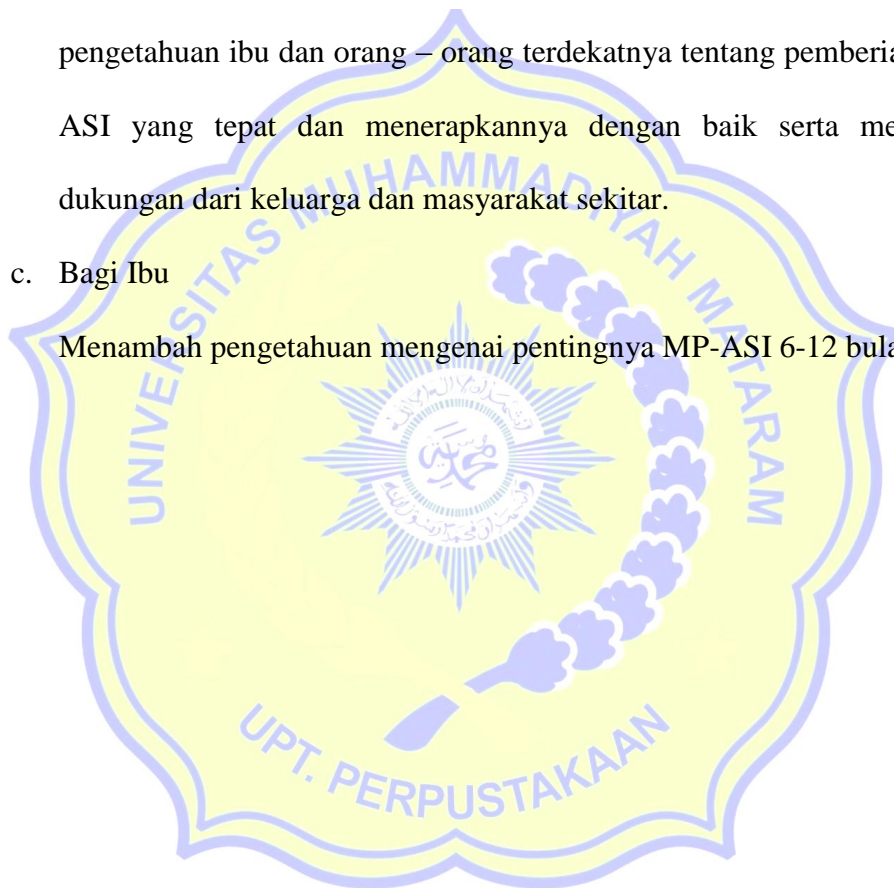 pengetahuan ibu dan orang – orang terdekatnya tentang pemberia
ASI yang tepat dan menerapkannya dengan baik serta me
dukungan dari keluarga dan masyarakat sekitar.
c. Bagi Ibu
Menambah pengetahuan mengenai pentingnya MP-ASI 6-12 bula
UNIVERSITAS MUHAMMADIYAH MATARAM
محمدية
UPT. PERPUSTAKAAN